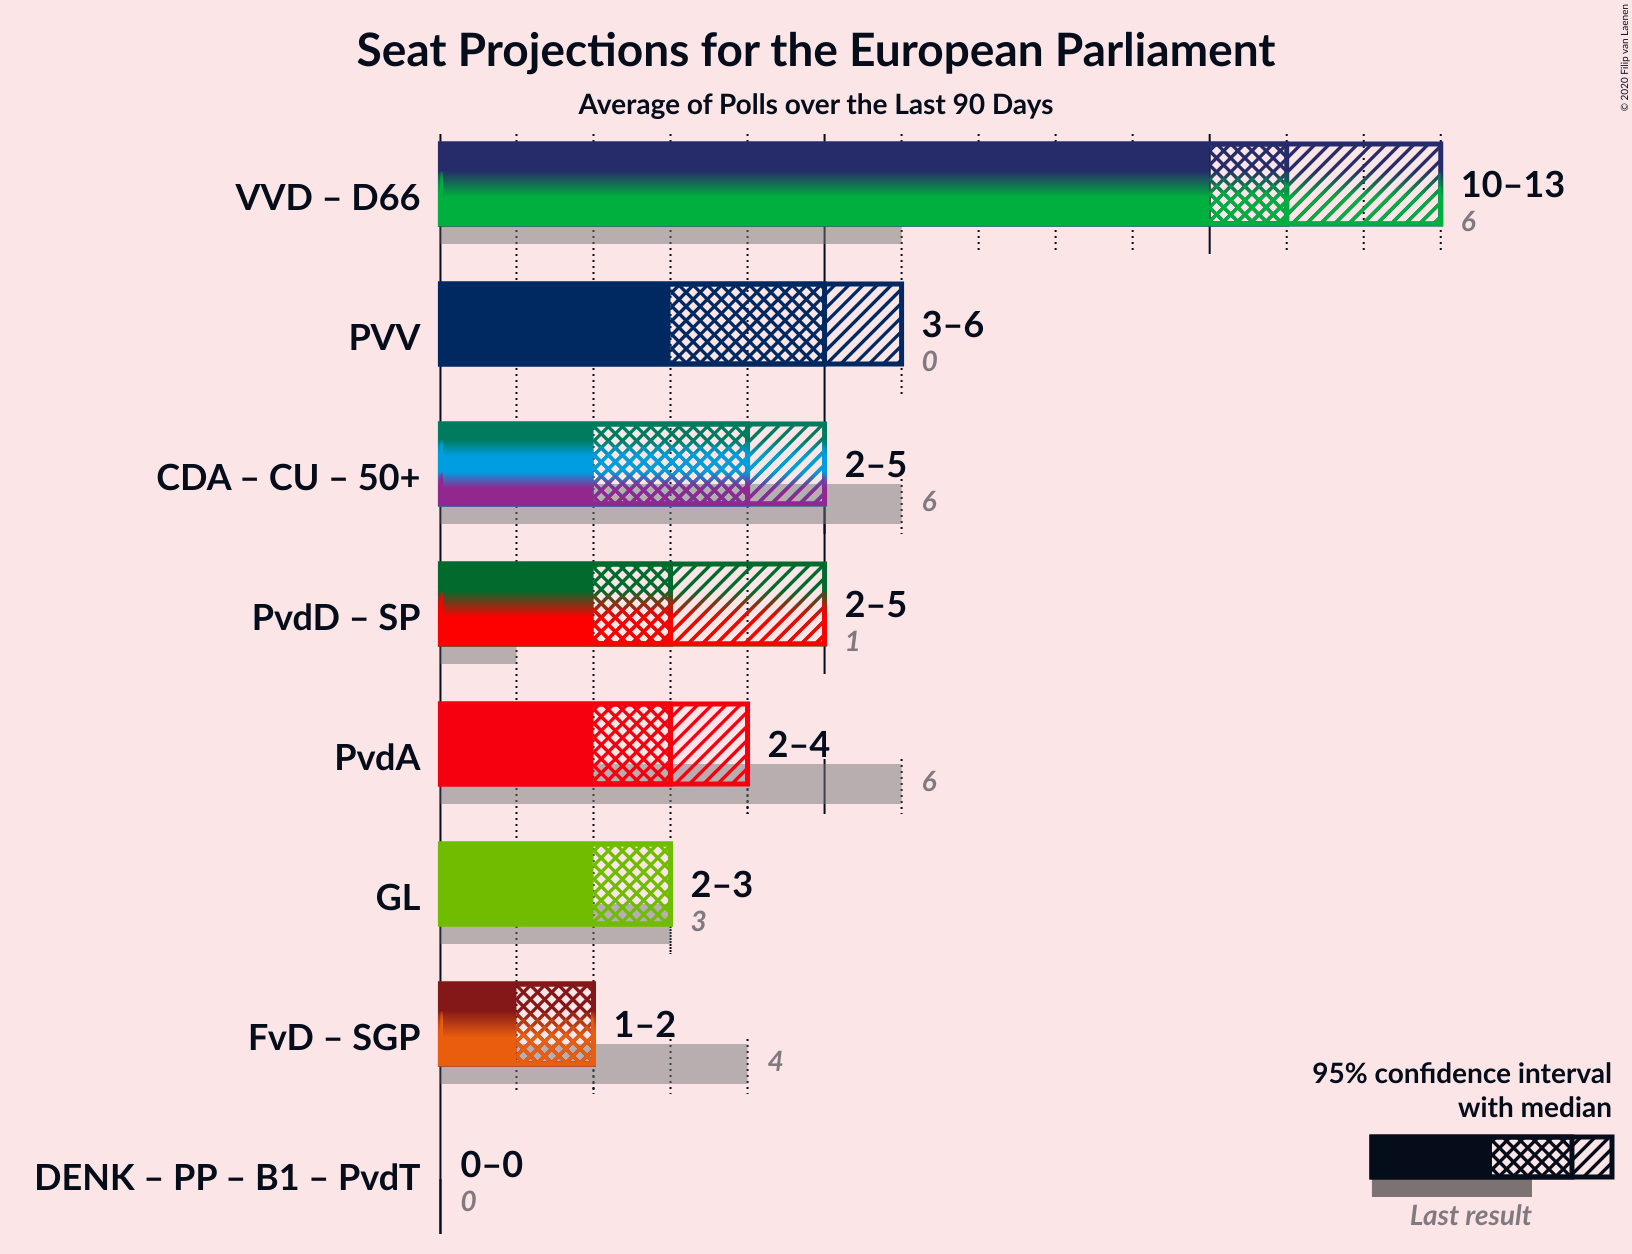 Seat Projections for the European Parliament
Average of Polls over the Last 90 Days
© 2020 Filip van Laenen
VVD – D66
10–13
6
PVV
3–6
0
CDA – CU – 50+
2–5
6
PvdD – SP
2–5
1
PvdA
2–4
6
GL
2–3
3
FvD – SGP
1–2
4
DENK – PP – B1 – PvdT
0–0
0
95% confidence interval
with median
Last result